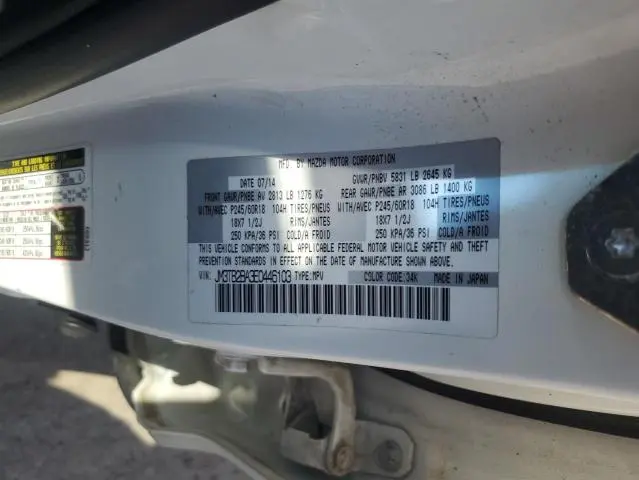 MFD. BY MAZDA MOTOR CORPORATION
DATE 07/14 GVWR/PNBV 5831 LB 2645 KG
FRONT GAWR/PNBE AV 2813 LB 1276 KG REAR GAWR/PNBE AR 3086 LB 1400 KG
WITH/AVEC P245/60R18 104H TIRES/PNEUS WITH/AVEC P245/60R18 104H TIRES/PNEUS
18X7 1/2J RIMS/JANTES 18X7 1/2J RIMS/JANTES
250 KPA/36 PSI COLD/A FROID 250 KPA/36 PSI COLD/A FROID
THIS VEHICLE CONFORMS TO ALL APPLICABLE FEDERAL MOTOR VEHICLE SAFETY AND THEFT
PREVENTION STANDARDS IN EFFECT ON THE DATE OF MANUFACTURE SHOWN ABOVE.
VIN: JM3TB2BA3E0446103 TYPE:MPV COLOR CODE:34K MADE IN JAPAN